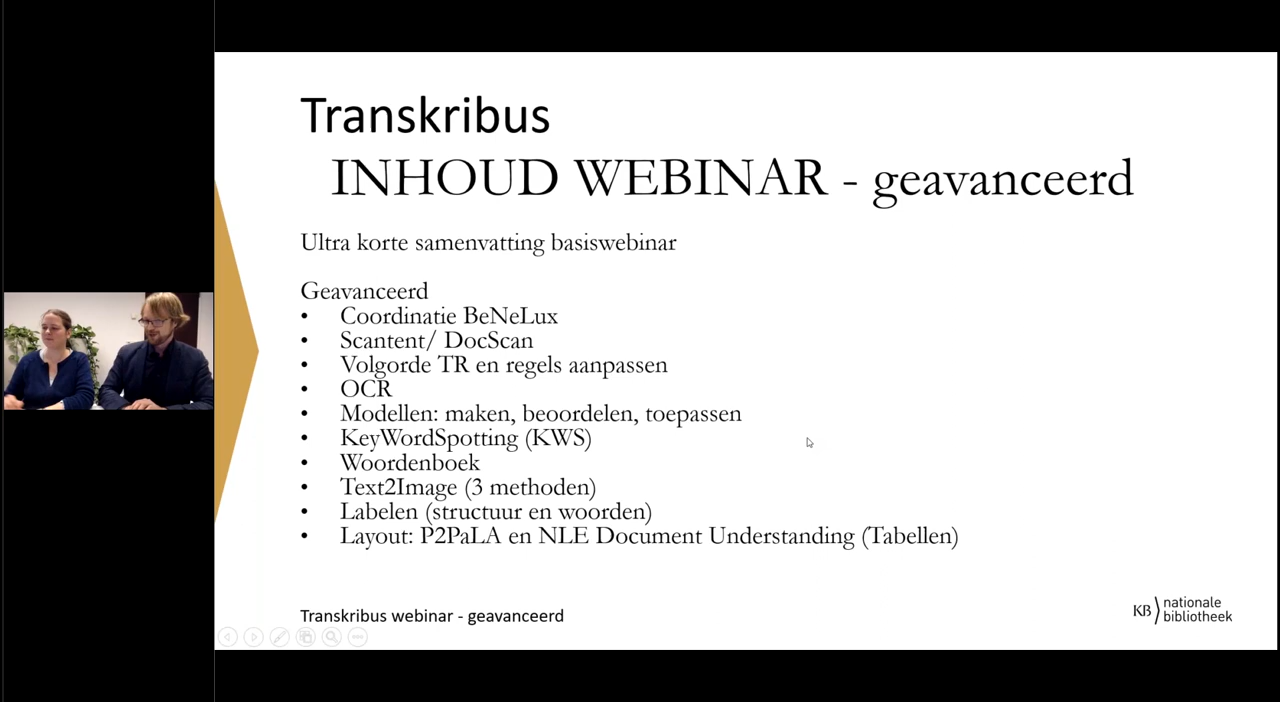 Transkribus
INHOUD WEBINAR - geavanceerd
Ultra korte samenvatting basiswebinar
Geavanceerd
• Coordinatie BeNeLux
• Scantent/ DocScan
• Volgorde TR en regels aanpassen
• OCR
• Modellen: maken, beoordelen, toepassen
• KeyWordSpotting (KWS)
• Woordenboek
• Text2Image (3 methoden)
• Labelen (structuur en woorden)
• Layout: P2PaLA en NLE Document Understanding (Tabellen)
Transkribus webinar - geavanceerd
KB nationale
bibliotheek